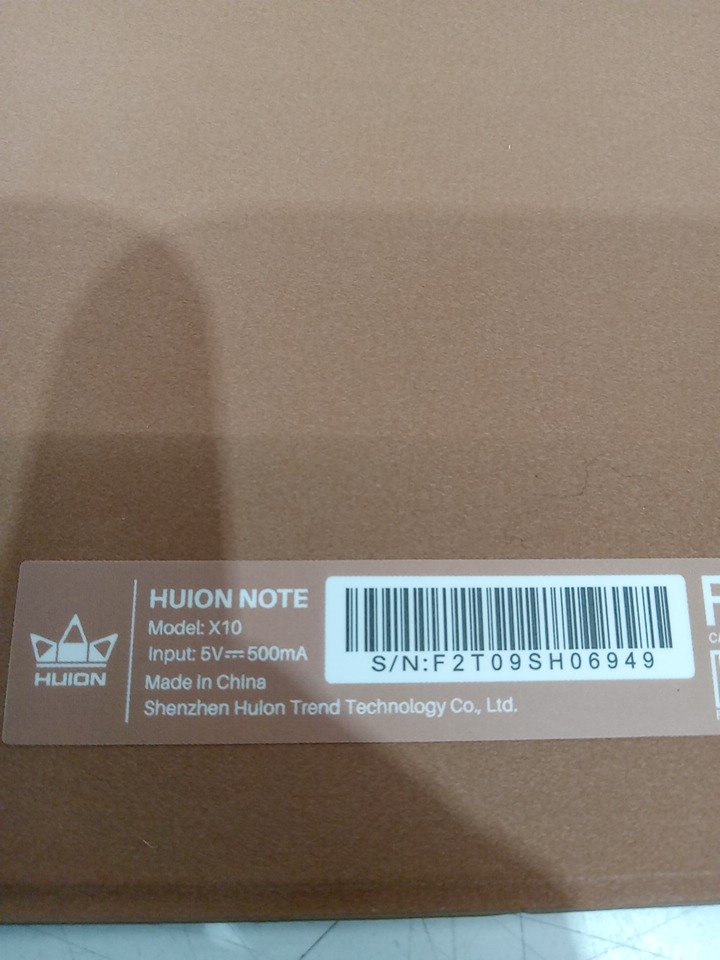 HUION
HUION NOTE
Model: X10
Input: 5V⎓500mA
Made in China
Shenzhen Huion Trend Technology Co., Ltd.
S/N:F2T09SH06949